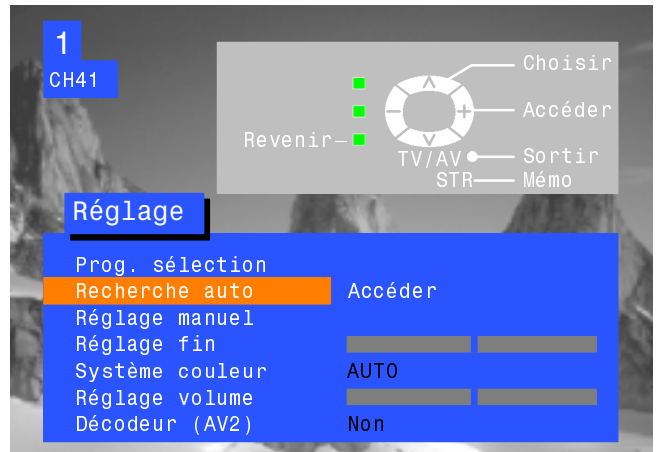 1
CH41
Choisir
Accéder
Revenir
TV/AV Sortir
STR Mémo
Réglage
Prog. sélection
Recherche auto Accéder
Réglage manuel
Réglage fin
Système couleur AUTO
Réglage volume
Décodeur (AV2) Non